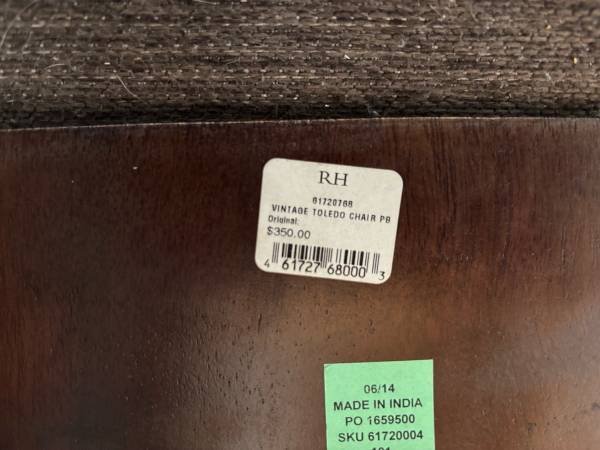 RH
61720768
VINTAGE TOLEDO CHAIR PB
Original:
$350.00
4 61727 68000 3
06/14
MADE IN INDIA
PO 1659500
SKU 61720004